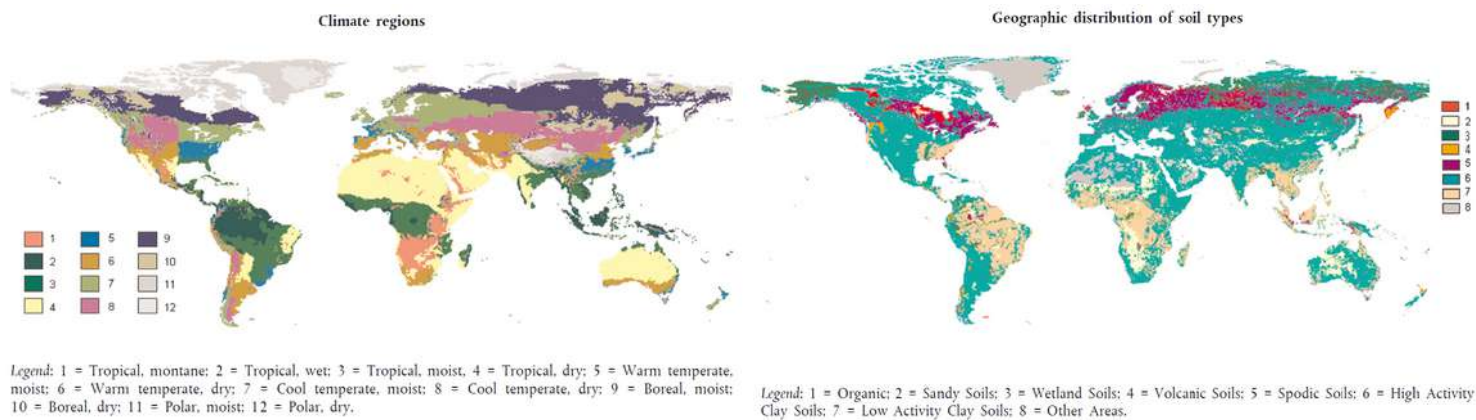 Climate regions
1
2
3
4
5
6
7
8
9
10
11
12
Legend: 1 = Tropical, montane; 2 = Tropical, wet; 3 = Tropical, moist, 4 = Tropical, dry; 5 = Warm temperate,
moist; 6 = Warm temperate, dry; 7 = Cool temperate, moist; 8 = Cool temperate, dry; 9 = Boreal, moist;
10 = Boreal, dry; 11 = Polar, moist; 12 = Polar, dry.
Geographic distribution of soil types
1
2
3
4
5
6
7
8
Legend: 1 = Organic; 2 = Sandy Soils; 3 = Wetland Soils; 4 = Volcanic Soils; 5 = Spodic Soils; 6 = High Activity
Clay Soils; 7 = Low Activity Clay Soils; 8 = Other Areas.